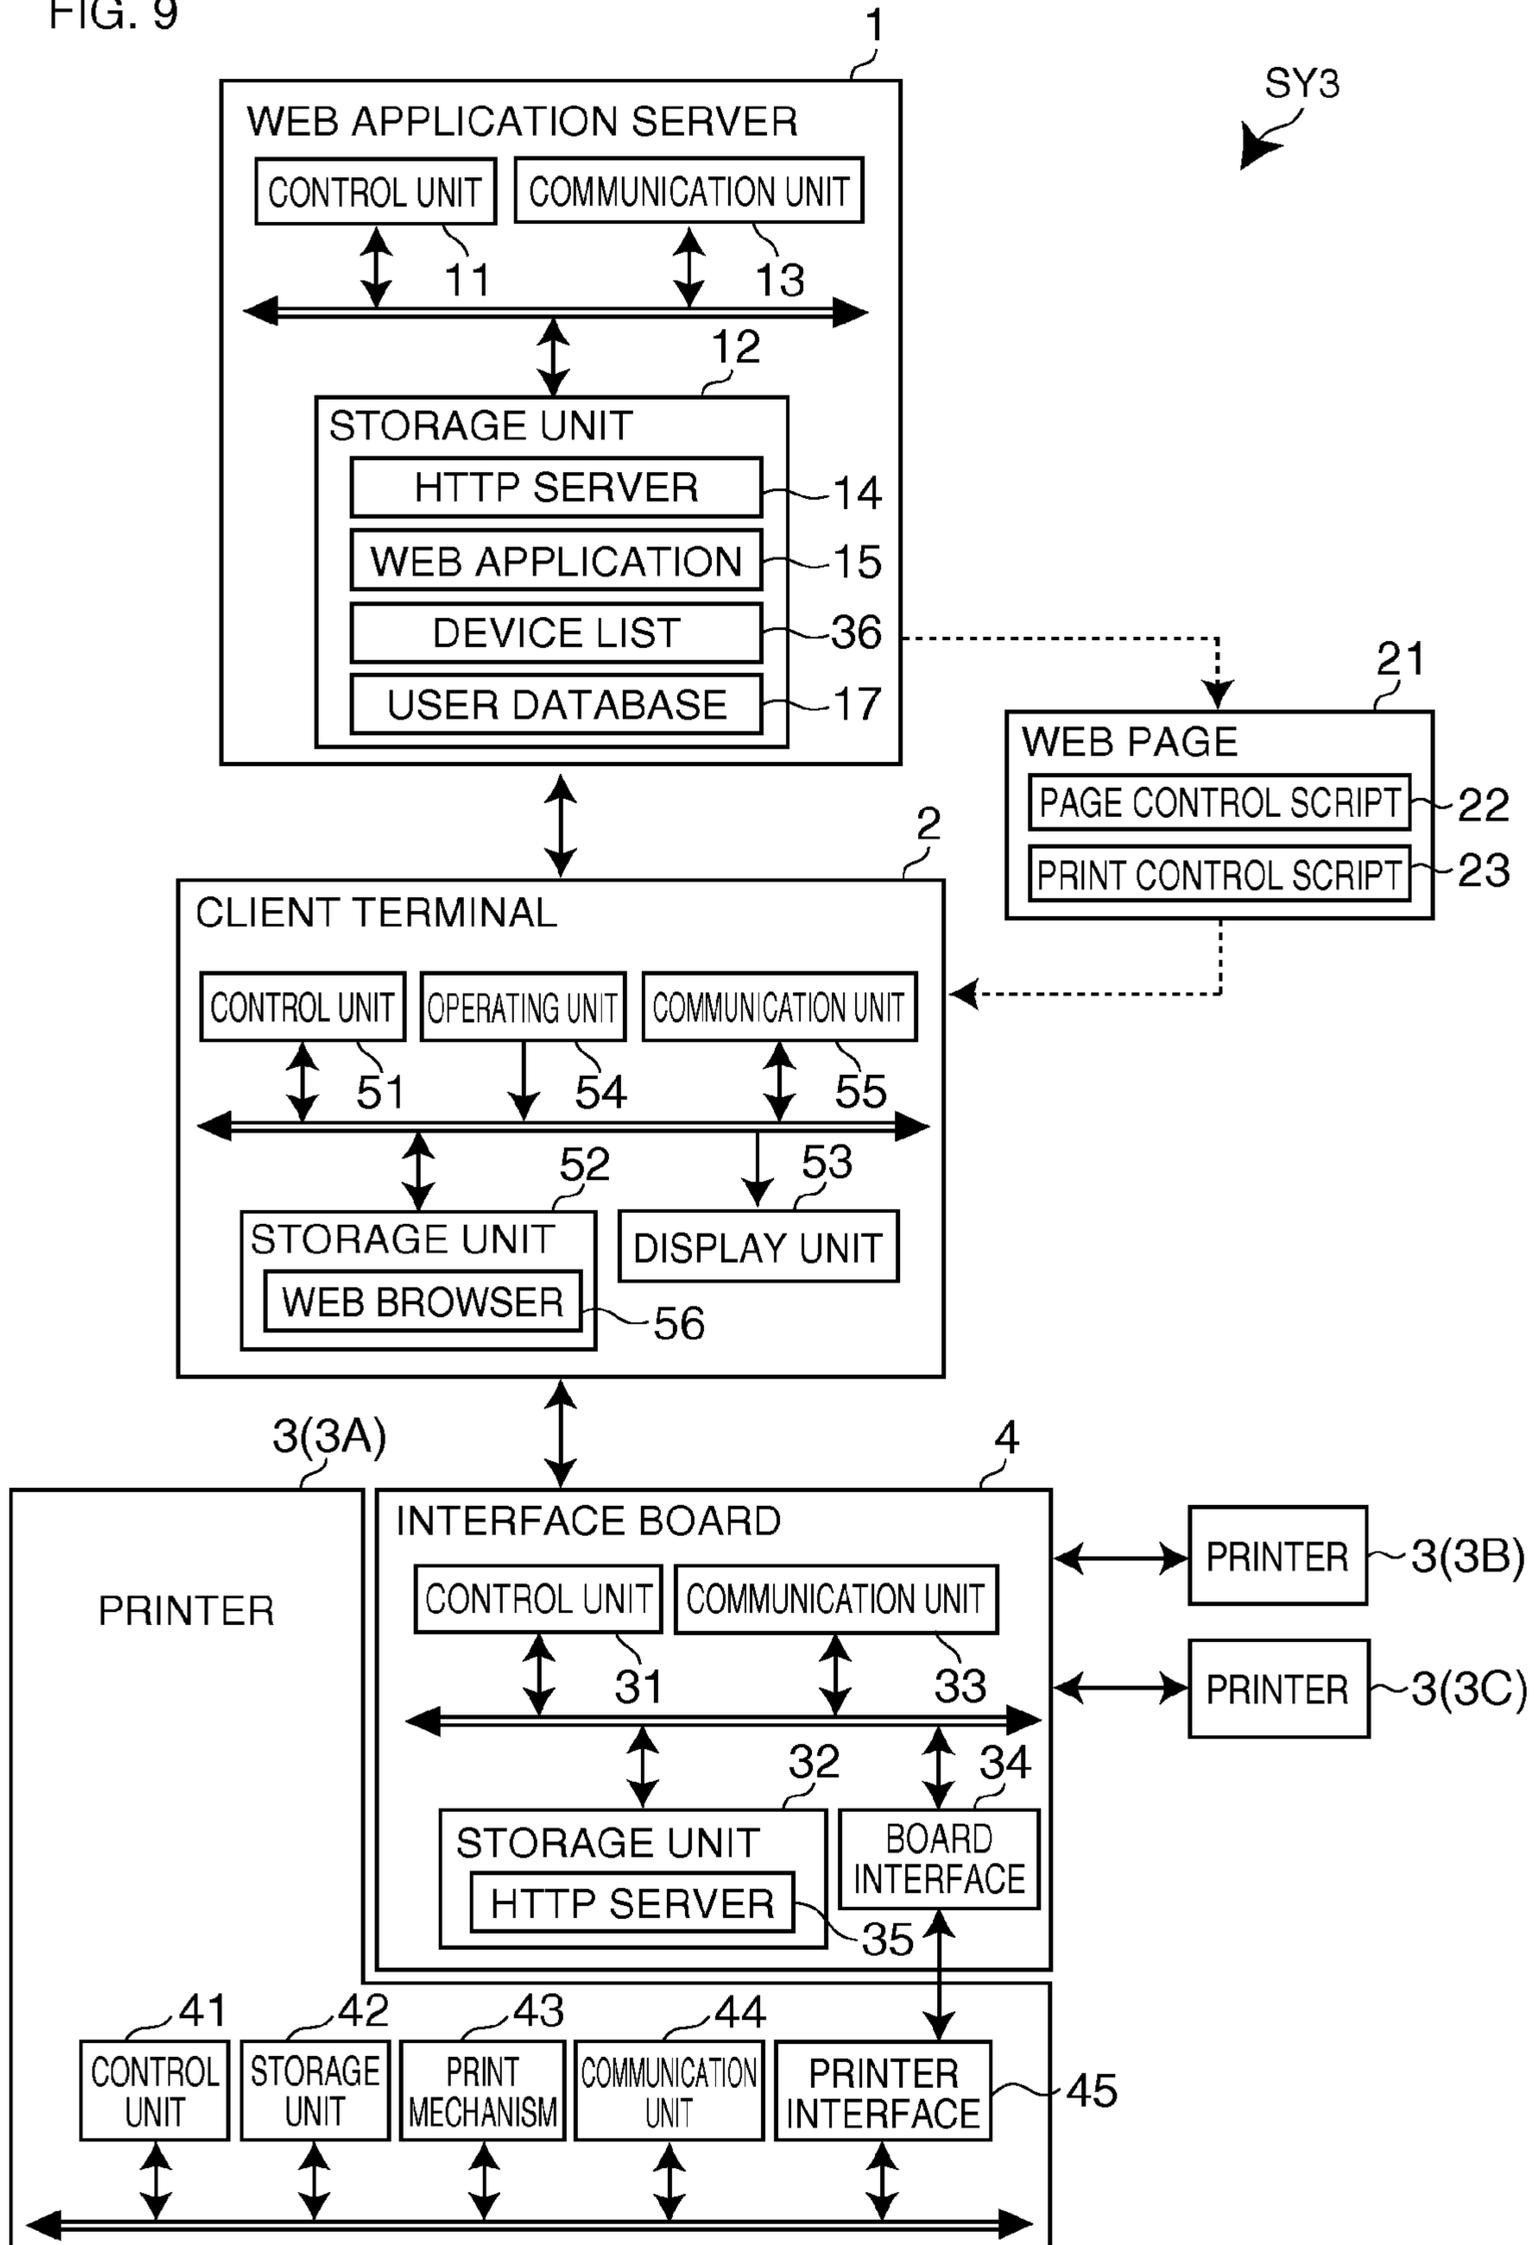 FIG. 9
1
SY3
WEB APPLICATION SERVER
CONTROL UNIT
COMMUNICATION UNIT
11
13
12
STORAGE UNIT
HTTP SERVER
14
WEB APPLICATION
15
DEVICE LIST
36
USER DATABASE
17
21
WEB PAGE
PAGE CONTROL SCRIPT
22
PRINT CONTROL SCRIPT
23
2
CLIENT TERMINAL
CONTROL UNIT
OPERATING UNIT
COMMUNICATION UNIT
51
54
55
52
53
STORAGE UNIT
DISPLAY UNIT
WEB BROWSER
56
3(3A)
4
PRINTER
INTERFACE BOARD
CONTROL UNIT
COMMUNICATION UNIT
31
33
PRINTER
3(3B)
PRINTER
3(3C)
32
34
STORAGE UNIT
BOARD
INTERFACE
HTTP SERVER
35
41
42
43
44
CONTROL
UNIT
STORAGE
UNIT
PRINT
MECHANISM
COMMUNICATION
UNIT
PRINTER
INTERFACE
45